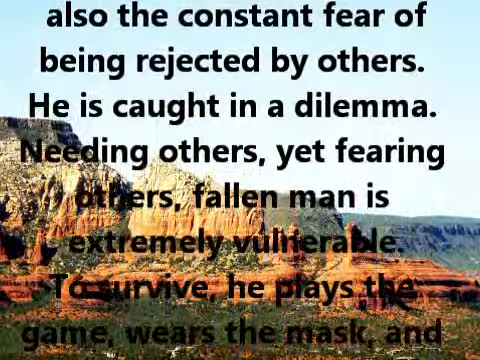 also the constant fear of
being rejected by others.
He is caught in a dilemma.
Needing others, yet fearing
others, fallen man is
extremely vulnerable.
To survive, he plays the
game, wears the mask, and